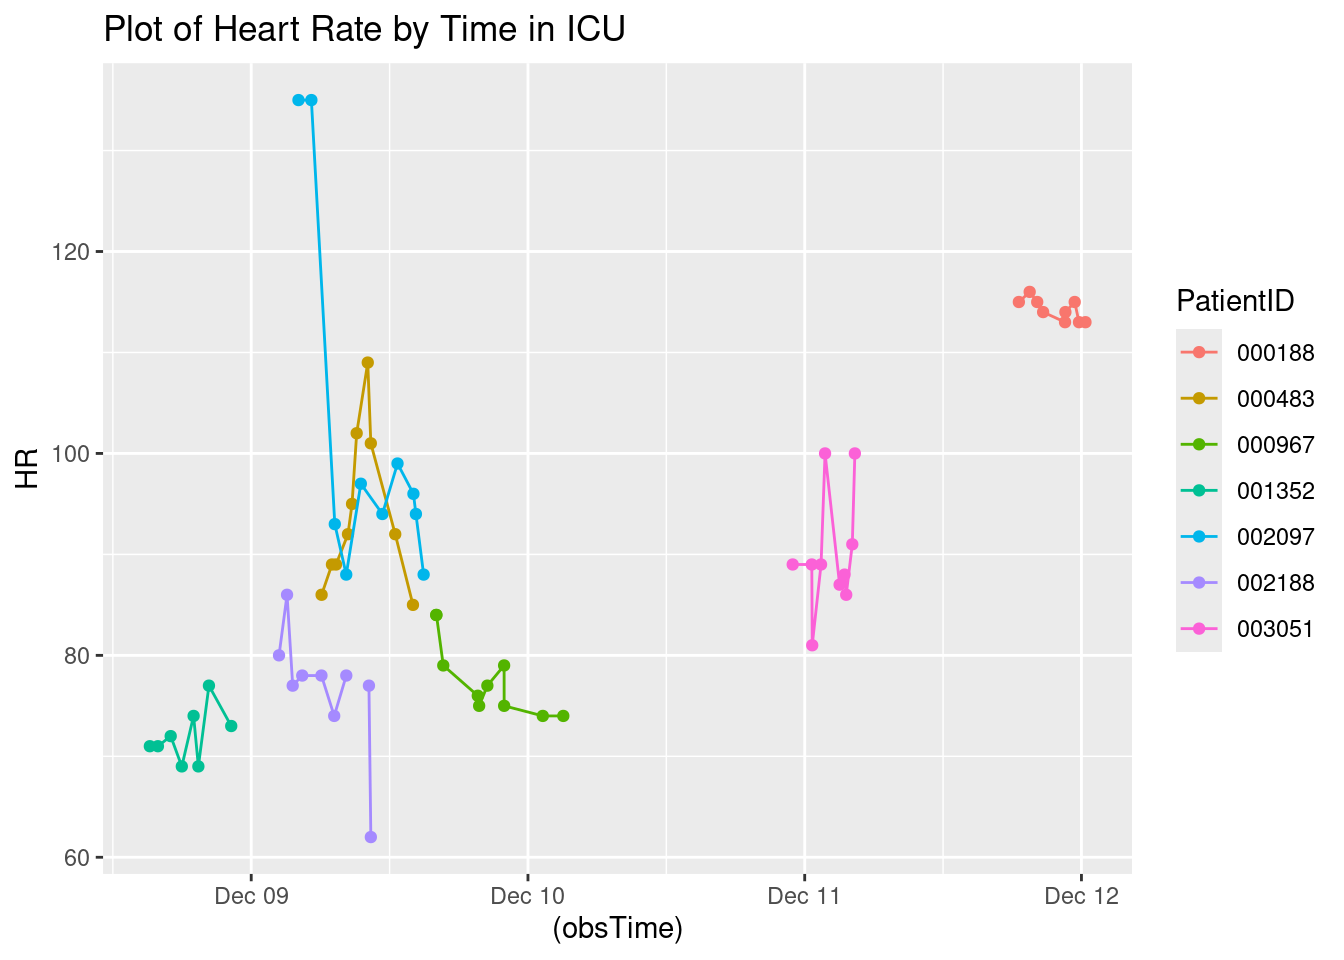 Plot of Heart Rate by Time in ICU
HR
120
100
80
60
Dec 09
Dec 10
Dec 11
Dec 12
(obsTime)
PatientID
000188
000483
000967
001352
002097
002188
003051